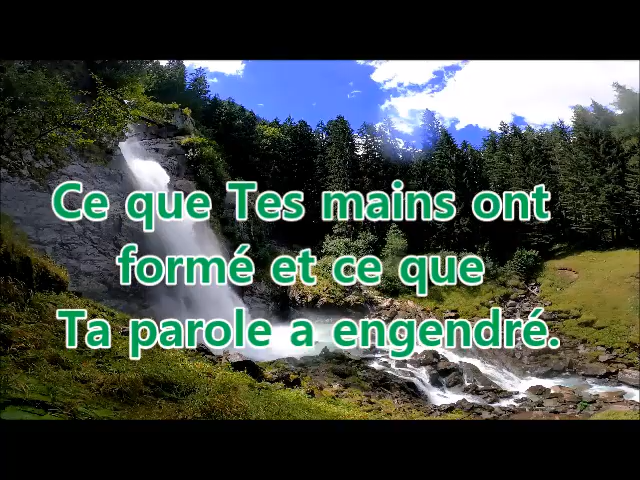 Ce que Tes mains ont
formé et ce que
Ta parole a engendré.